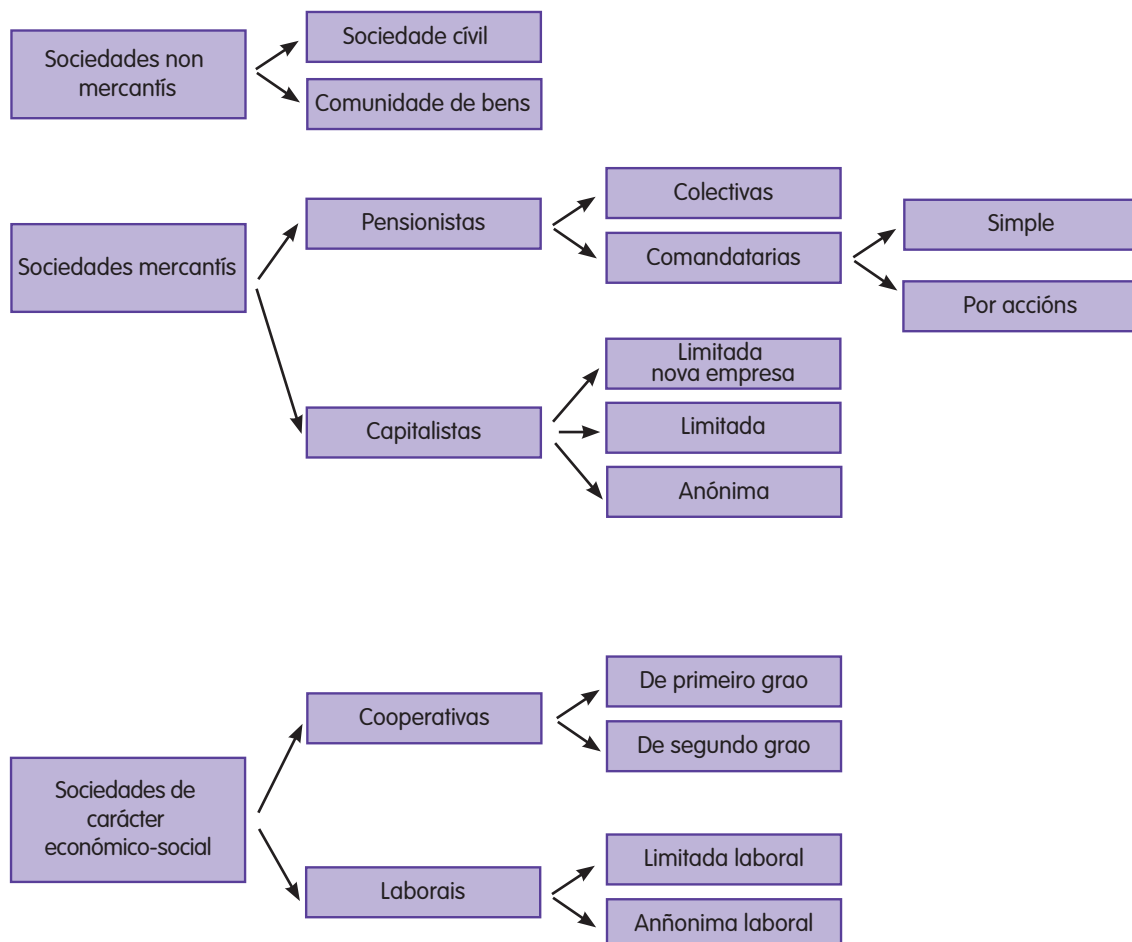 Sociedades non
mercantís
Sociedade cívil
Comunidade de bens
Sociedades mercantís
Pensionistas
Colectivas
Comandatarias
Simple
Por accións
Capitalistas
Limitada
nova empresa
Limitada
Anónima
Sociedades de
carácter
económico-social
Cooperativas
De primeiro grao
De segundo grao
Laborais
Limitada laboral
Anñonima laboral